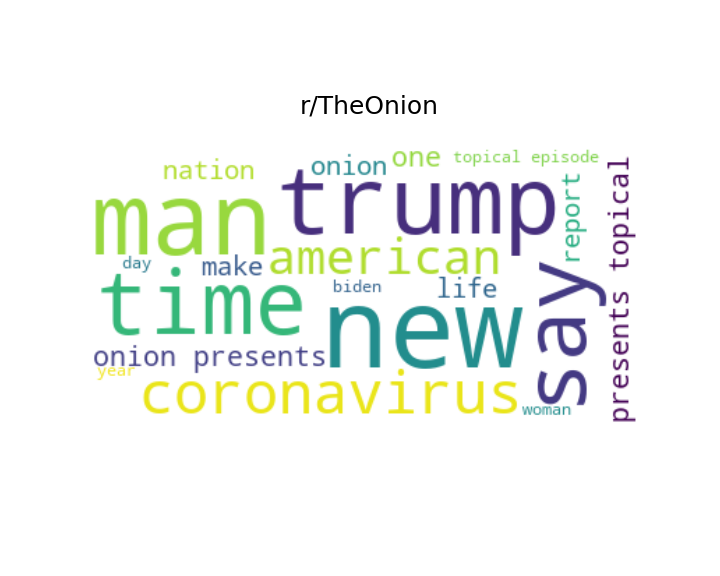 r/TheOnion
nation
onion
one
topical episode
man
trump
report
presents topical
day
make
american
time
biden
life
new
say
onion presents
year
coronavirus
woman